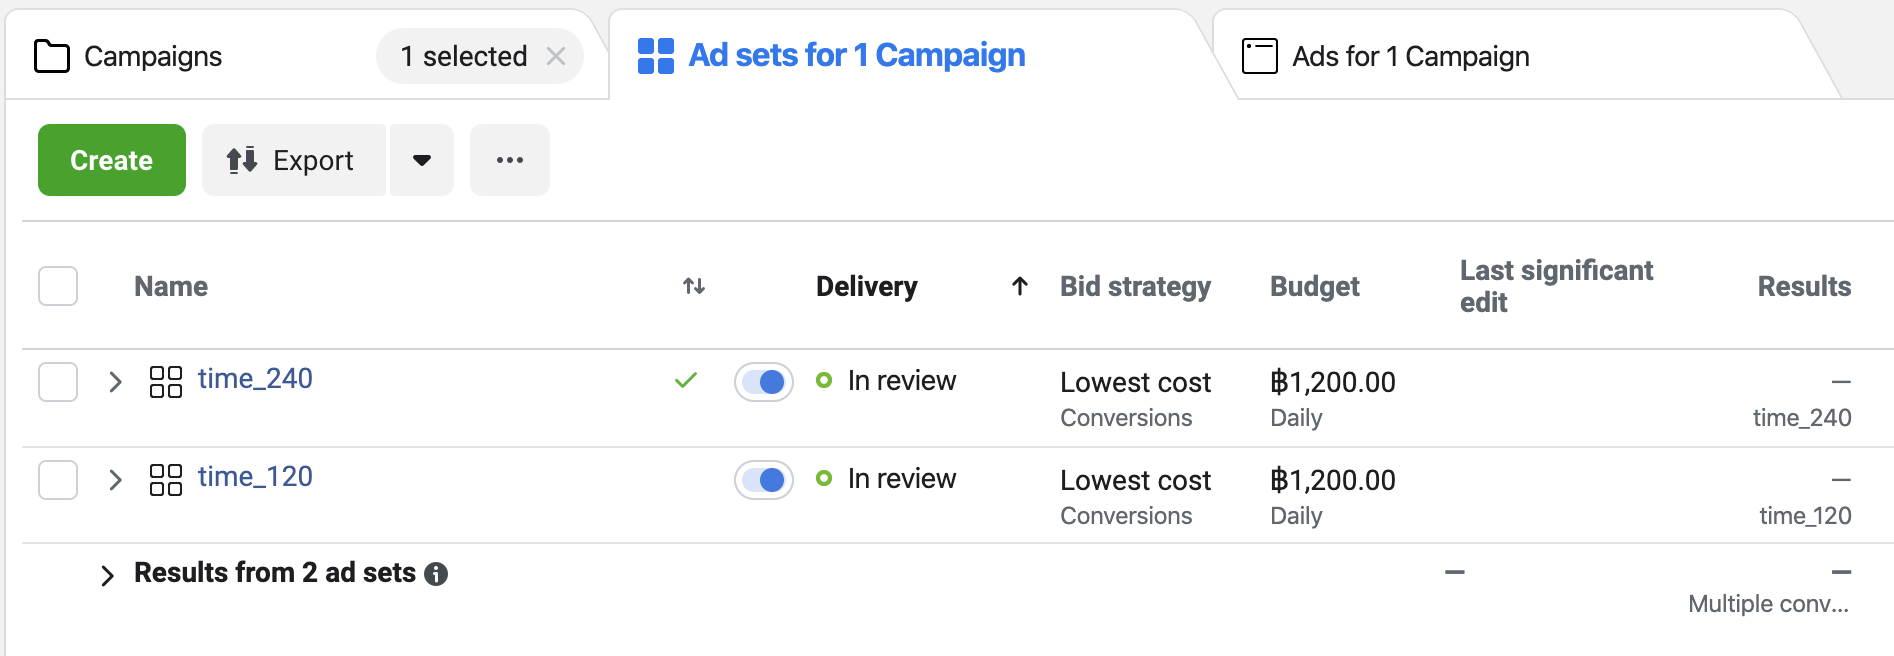 Campaigns
1 selected
Ad sets for 1 Campaign
Ads for 1 Campaign
Create
Export
Name
Delivery
Bid strategy
Budget
Last significant
edit
Results
time_240
In review
Lowest cost
฿1,200.00
—
Conversions
Daily
time_240
time_120
In review
Lowest cost
฿1,200.00
—
Conversions
Daily
time_120
Results from 2 ad sets
—
—
Multiple conv...